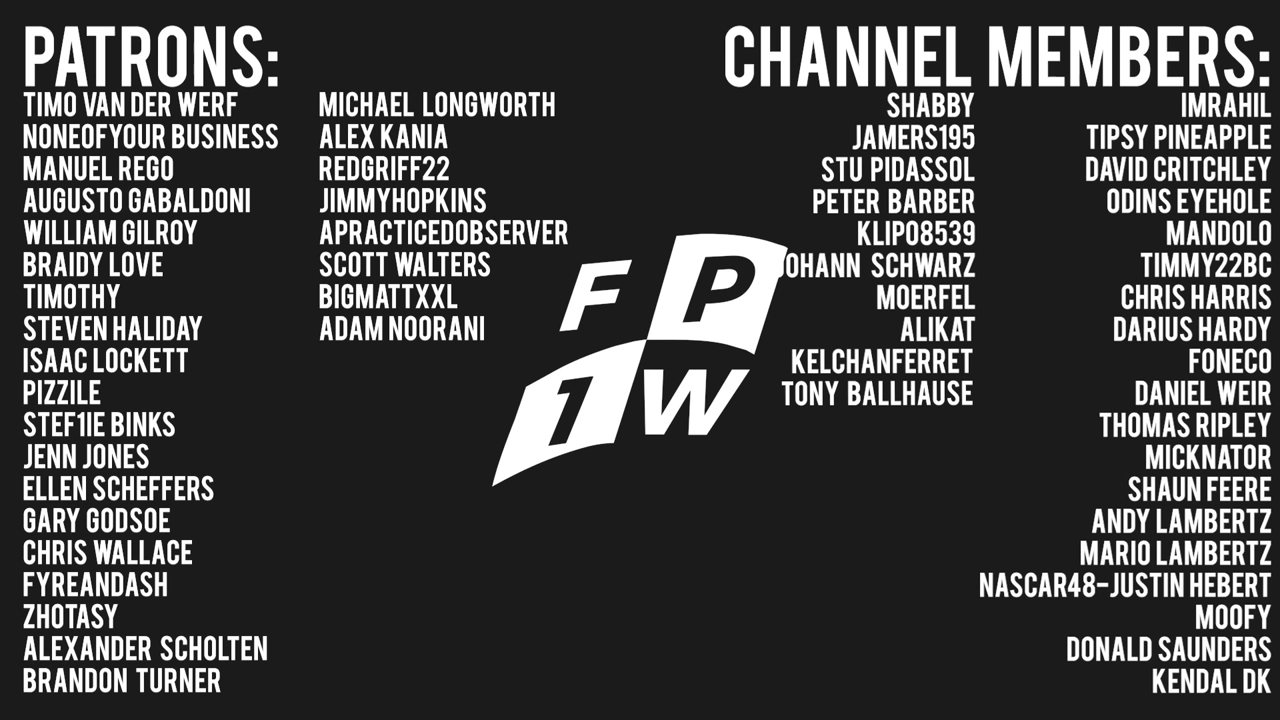 PATRONS:
TIMO VAN DER WERF
NONEOFYOUR BUSINESS
MANUEL REGO
AUGUSTO GABALDONI
WILLIAM GILROY
BRAIDY LOVE
TIMOTHY
STEVEN HALIDAY
ISAAC LOCKETT
PIZZILE
STEF1IE BINKS
JENN JONES
ELLEN SCHEFFERS
GARY GODSOE
CHRIS WALLACE
FYREANDASH
ZHOTASY
ALEXANDER SCHOLTEN
BRANDON TURNER
MICHAEL LONGWORTH
ALEX KANIA
REDGRIFF22
JIMMYHOPKINS
APRACTICEDOBSERVER
SCOTT WALTERS
BIGMATTXXL
ADAM NOORANI
F P
1 W
CHANNEL MEMBERS:
SHABBY
JAMERS195
STU PIDASSOL
PETER BARBER
KLIPO8539
OHANN SCHWARZ
MOERFEL
ALIKAT
KELCHANFERRET
TONY BALLHAUSE
IMRAHIL
TIPSY PINEAPPLE
DAVID CRITCHLEY
ODINS EYEHOLE
MANDOLO
TIMMY22BC
CHRIS HARRIS
DARIUS HARDY
FONECO
DANIEL WEIR
THOMAS RIPLEY
MICKNATOR
SHAUN FEERE
ANDY LAMBERTZ
MARIO LAMBERTZ
NASCAR48-JUSTIN HEBERT
MOOFY
DONALD SAUNDERS
KENDAL DK